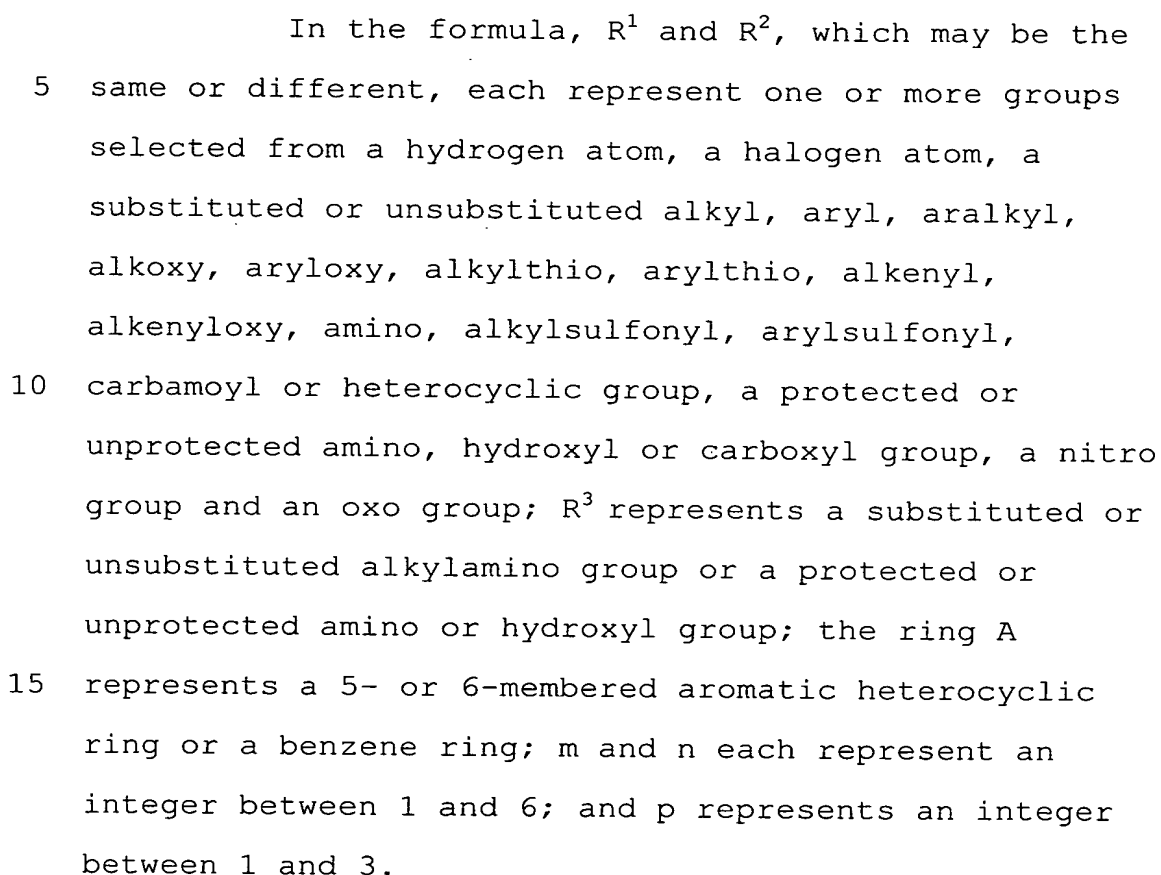 In the formula, R¹ and R², which may be the
5 same or different, each represent one or more groups
selected from a hydrogen atom, a halogen atom, a
substituted or unsubstituted alkyl, aryl, aralkyl,
alkoxy, aryloxy, alkylthio, arylthio, alkenyl,
alkenyloxy, amino, alkylsulfonyl, arylsulfonyl,
10 carbamoyl or heterocyclic group, a protected or
unprotected amino, hydroxyl or carboxyl group, a nitro
group and an oxo group; R³ represents a substituted or
unsubstituted alkylamino group or a protected or
unprotected amino or hydroxyl group; the ring A
15 represents a 5- or 6-membered aromatic heterocyclic
ring or a benzene ring; m and n each represent an
integer between 1 and 6; and p represents an integer
between 1 and 3.